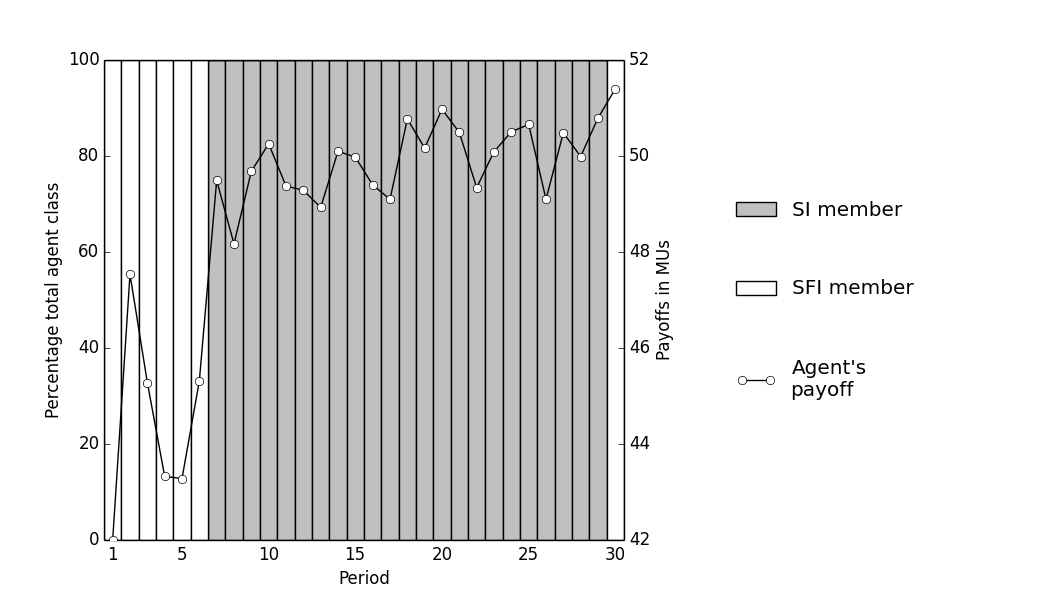 100
80
60
40
20
0
Percentage total agent class
52
50
48
46
44
42
Payoffs in MUs
1 5 10 15 20 25 30
Period
SI member
SFI member
Agent's
payoff